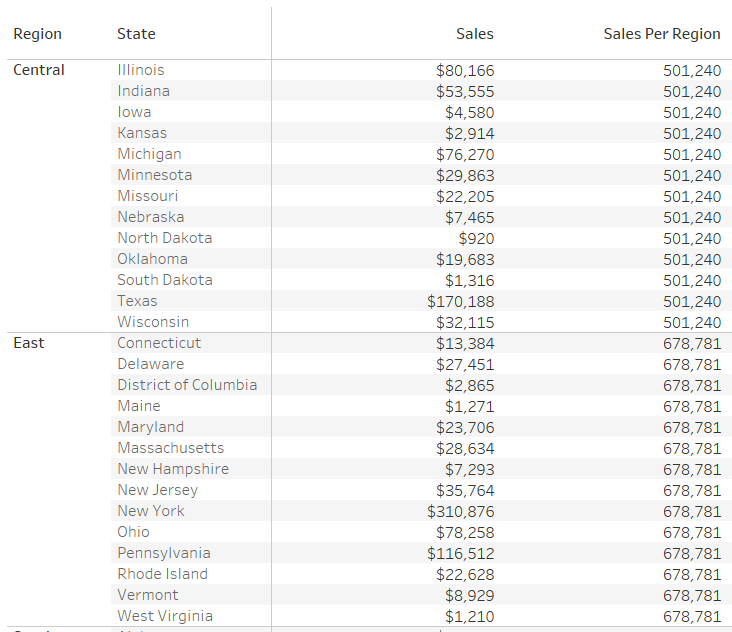 Region State Sales Sales Per Region
Central Illinois $80,166 501,240
Indiana $53,555 501,240
Iowa $4,580 501,240
Kansas $2,914 501,240
Michigan $76,270 501,240
Minnesota $29,863 501,240
Missouri $22,205 501,240
Nebraska $7,465 501,240
North Dakota $920 501,240
Oklahoma $19,683 501,240
South Dakota $1,316 501,240
Texas $170,188 501,240
Wisconsin $32,115 501,240
East Connecticut $13,384 678,781
Delaware $27,451 678,781
District of Columbia $2,865 678,781
Maine $1,271 678,781
Maryland $23,706 678,781
Massachusetts $28,634 678,781
New Hampshire $7,293 678,781
New Jersey $35,764 678,781
New York $310,876 678,781
Ohio $78,258 678,781
Pennsylvania $116,512 678,781
Rhode Island $22,628 678,781
Vermont $8,929 678,781
West Virginia $1,210 678,781